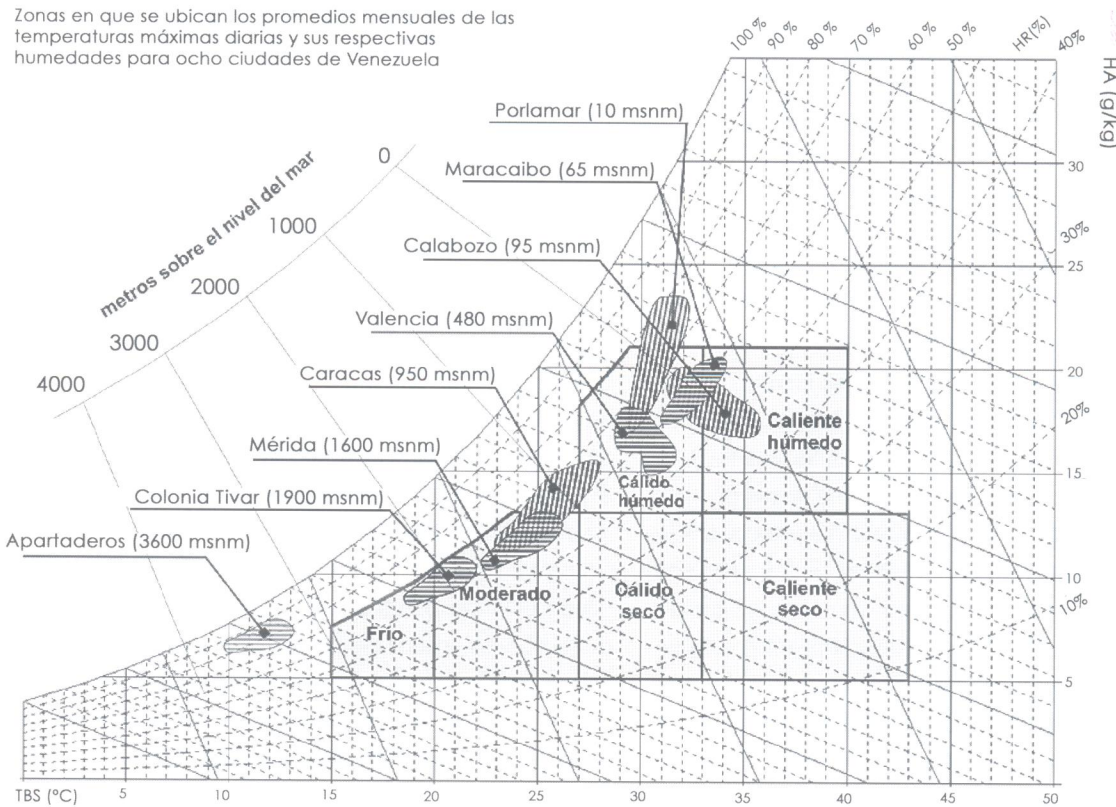 Zonas en que se ubican los promedios mensuales de las
temperaturas máximas diarias y sus respectivas
humedades para ocho ciudades de Venezuela
100%
90%
80%
70%
60%
50%
HR(%)
40%
HA (g/kg)
Porlamar (10 msnm)
Maracaibo (65 msnm)
Calabozo (95 msnm)
Valencia (480 msnm)
Caracas (950 msnm)
Mérida (1600 msnm)
Colonia Tivar (1900 msnm)
Apartaderos (3600 msnm)
metros sobre el nivel del mar
0
1000
2000
3000
4000
30
30%
25
20
20%
15
10
10%
5
Caliente
húmedo
Cálido
húmedo
Moderado
Frío
Cálido
seco
Caliente
seco
TBS (°C)
5
10
15
20
25
30
35
40
45
50